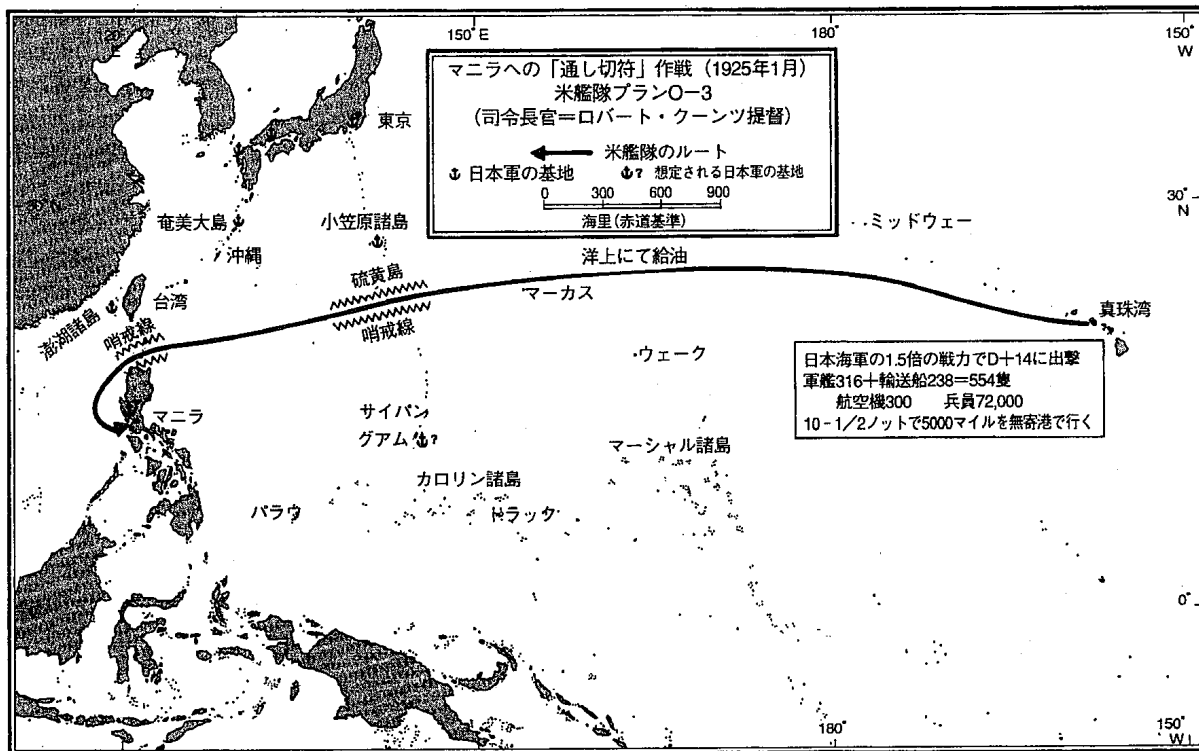 120°
E
150°E
180°
150°
W
マニラへの「通し切符」作戦(1925年1月)
米艦隊プランO-3
(司令長官=ロバート・クーンツ提督)
米艦隊のルート
日本軍の基地
? 想定される日本軍の基地
0 300 600 900
海里(赤道基準)
東京
30°
N
30°
N
奄美大島
小笠原諸島
ミッドウェー
沖縄
洋上にて給油
硫黄島
マーカス
台湾
澎湖諸島
哨戒線
哨戒線
真珠湾
ウェーク
日本海軍の1.5倍の戦力でD+14に出撃
軍艦316+輸送船238=554隻
航空機300 兵員72,000
10-1/2ノットで5000マイルを無寄港で行く
マニラ
サイパン
グアム
?
マーシャル諸島
カロリン諸島
パラウ
トラック
0°
180°
150°
W